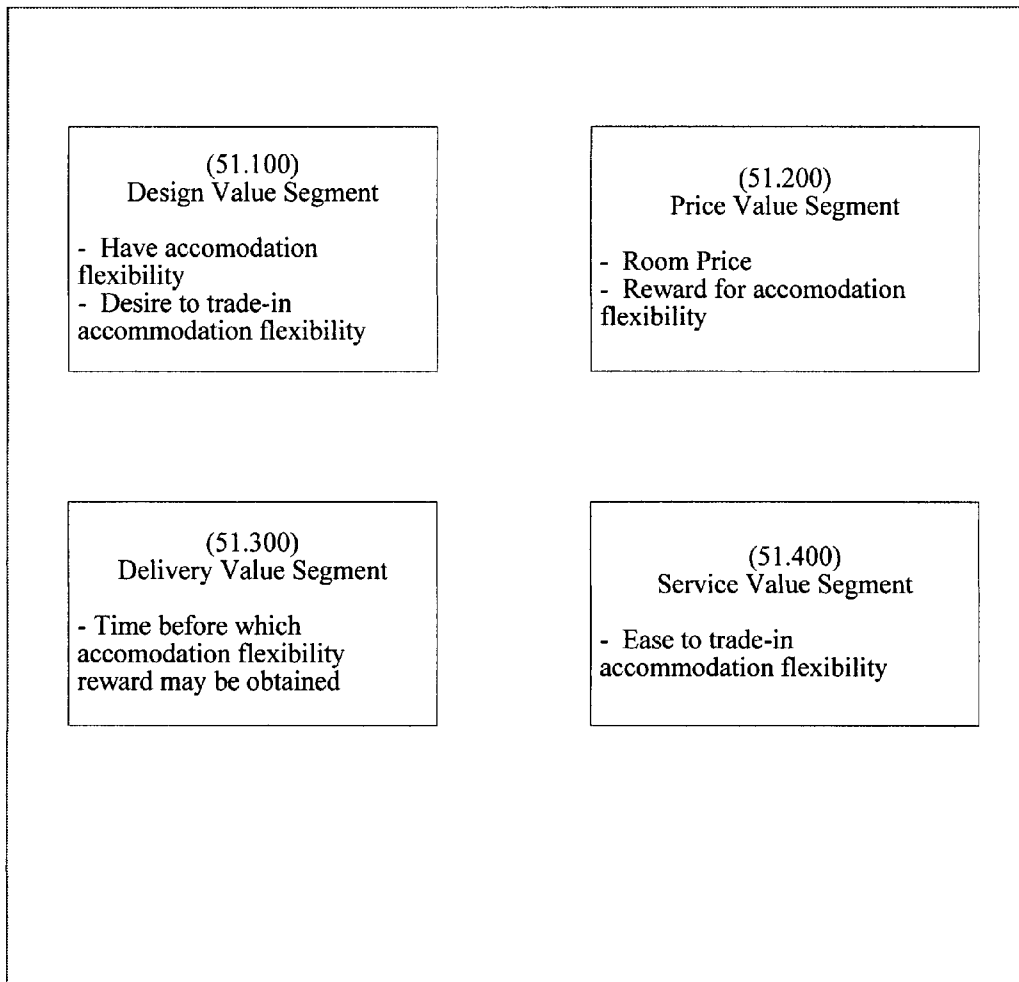 (51.100)
Design Value Segment
- Have accomodation
flexibility
- Desire to trade-in
accommodation flexibility
(51.200)
Price Value Segment
- Room Price
- Reward for accomodation
flexibility
(51.300)
Delivery Value Segment
- Time before which
accomodation flexibility
reward may be obtained
(51.400)
Service Value Segment
- Ease to trade-in
accommodation flexibility